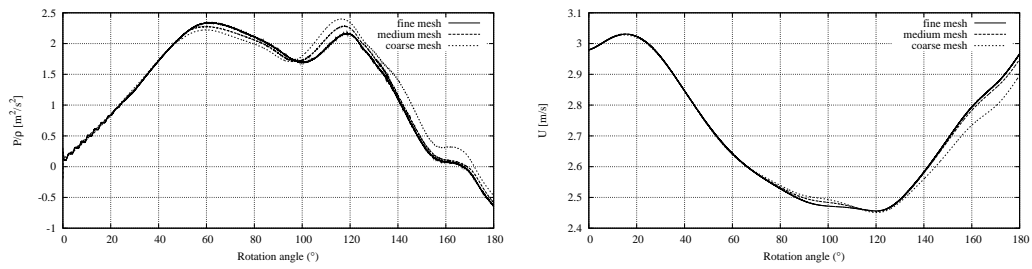 2.5
2
1.5
1
0.5
0
-0.5
-1
P/ρ [m²/s²]
0 20 40 60 80 100 120 140 160 180
Rotation angle (°)
fine mesh
medium mesh
coarse mesh
3.1
3
2.9
2.8
2.7
2.6
2.5
2.4
U [m/s]
0 20 40 60 80 100 120 140 160 180
Rotation angle (°)
fine mesh
medium mesh
coarse mesh